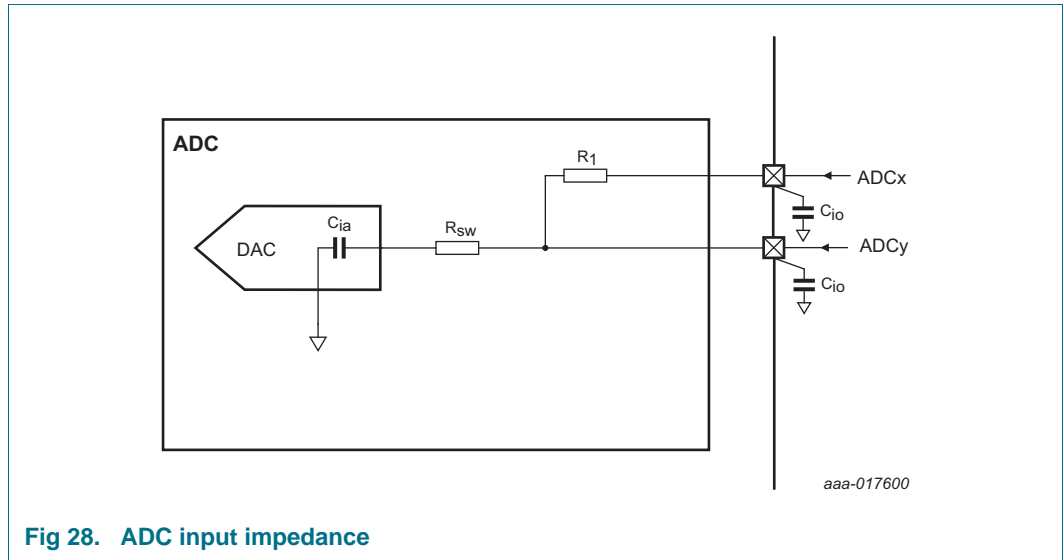 ADC
R1
ADCx
Cio
Cia
Rsw
DAC
ADCy
Cio
aaa-017600
Fig 28. ADC input impedance